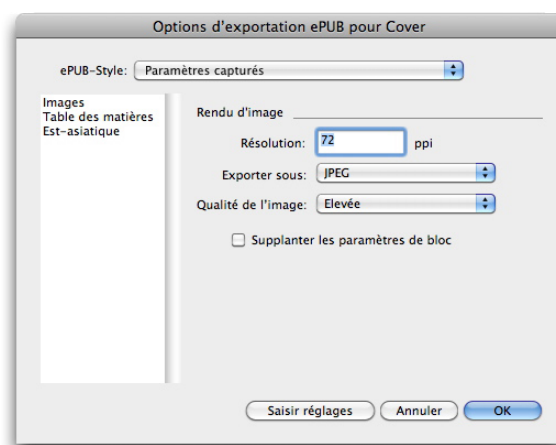 Options d'exportation ePUB pour Cover
ePUB-Style: Paramètres capturés
Images
Table des matières
Est-asiatique
Rendu d'image
Résolution: 72 ppi
Exporter sous: JPEG
Qualité de l'image: Elevée
Supplanter les paramètres de bloc
Saisir réglages Annuler OK